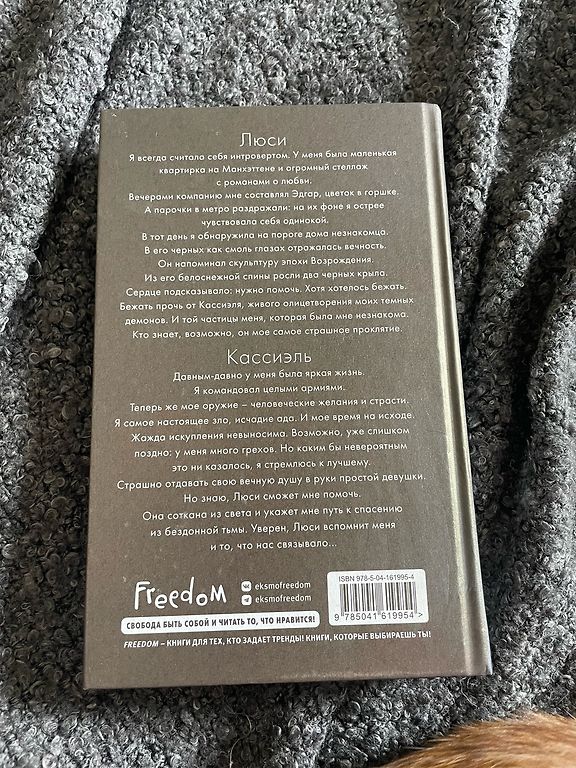 Люси
Я всегда считала себя интровертом. У меня была маленькая
квартирка на Манхэттене и огромный стеллаж
с романами о любви.
Вечерами компанию мне составлял Эдгар, цветок в горшке.
А парочки в метро раздражали: на их фоне я острее
чувствовала себя одинокой.
В тот день я обнаружила на пороге дома незнакомца.
В его черных как смоль глазах отражалась вечность.
Он напоминал скульптуру эпохи Возрождения.
Из его белоснежной спины росли два черных крыла.
Сердце подсказывало: нужно помочь. Хотя хотелось бежать.
Бежать прочь от Кассиэля, живого олицетворения моих темных
демонов. И той частицы меня, которая была мне незнакома.
Кто знает, возможно, он мое самое страшное проклятие.
Кассиэль
Давным-давно у меня была яркая жизнь.
Я командовал целыми армиями.
Теперь же мое оружие – человеческие желания и страсти.
Я самое настоящее зло, исчадие ада. И мое время на исходе.
Жажда искупления невыносима. Возможно, уже слишком
поздно: у меня много грехов. Но каким бы невероятным
это ни казалось, я стремлюсь к лучшему.
Страшно отдавать свою вечную душу в руки простой девушки.
Но знаю, Люси сможет мне помочь.
Она соткана из света и укажет мне путь к спасению
из бездонной тьмы. Уверен, Люси вспомнит меня
и то, что нас связывало...
Freedom
eksmofreedom
eksmofreedom
СВОБОДА БЫТЬ СОБОЙ И ЧИТАТЬ ТО, ЧТО НРАВИТСЯ!
FREEDOM – КНИГИ ДЛЯ ТЕХ, КТО ЗАДАЕТ ТРЕНДЫ! КНИГИ, КОТОРЫЕ ВЫБИРАЕШЬ ТЫ!
ISBN 978-5-04-161995-4
9 785041 619954 >